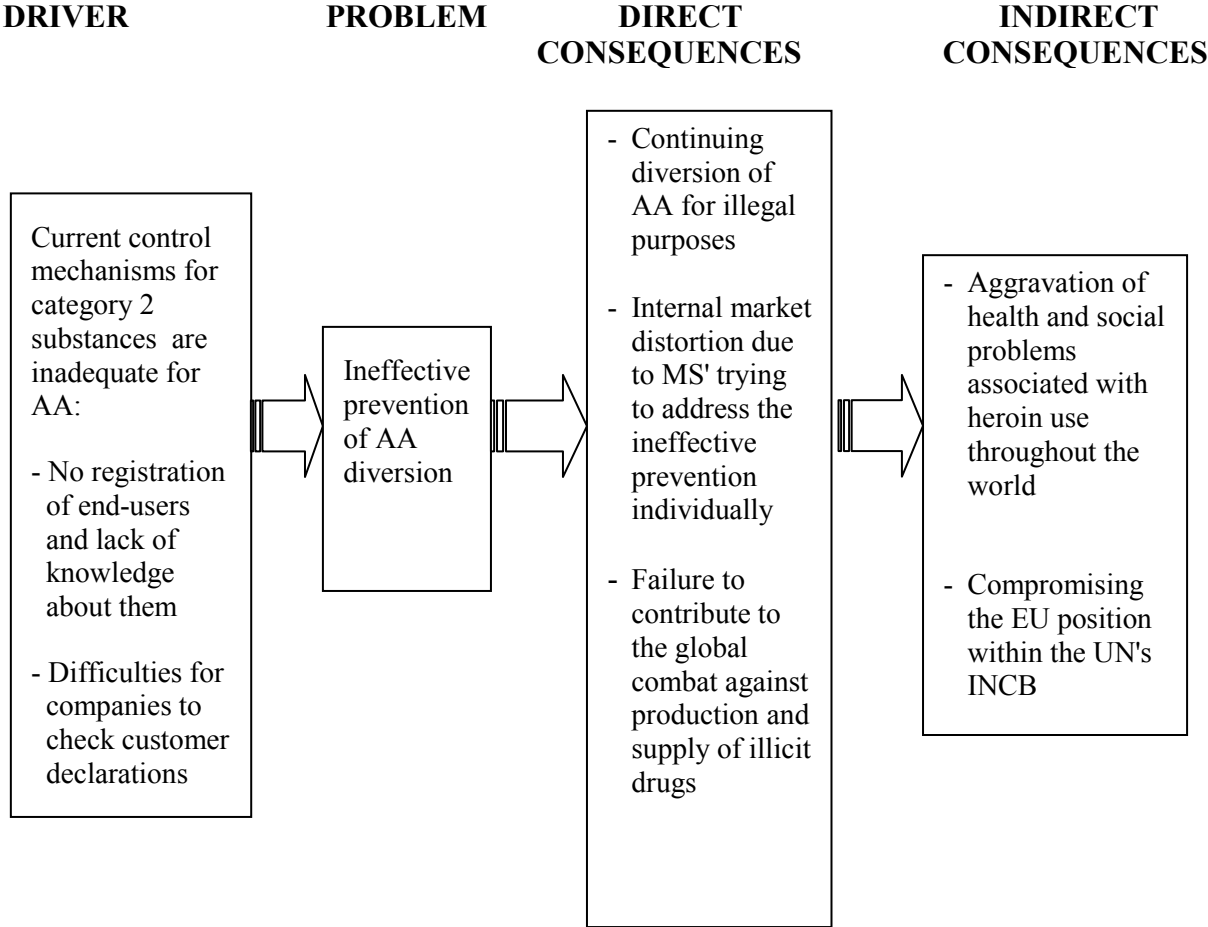 DRIVER
PROBLEM
DIRECT
CONSEQUENCES
INDIRECT
CONSEQUENCES
Current control
mechanisms for
category 2
substances are
inadequate for
AA:
- No registration
of end-users
and lack of
knowledge
about them
- Difficulties for
companies to
check customer
declarations
Ineffective
prevention
of AA
diversion
- Continuing
diversion of
AA for illegal
purposes
- Internal market
distortion due
to MS' trying
to address the
ineffective
prevention
individually
- Failure to
contribute to
the global
combat against
production and
supply of illicit
drugs
- Aggravation of
health and social
problems
associated with
heroin use
throughout the
world
- Compromising
the EU position
within the UN's
INCB